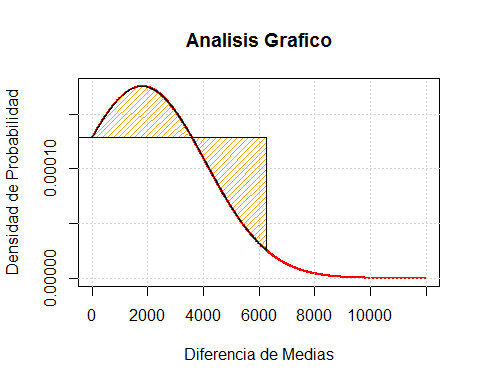 Analisis Grafico
Densidad de Probabilidad
0.00010
0.00000
0 2000 4000 6000 8000 10000
Diferencia de Medias